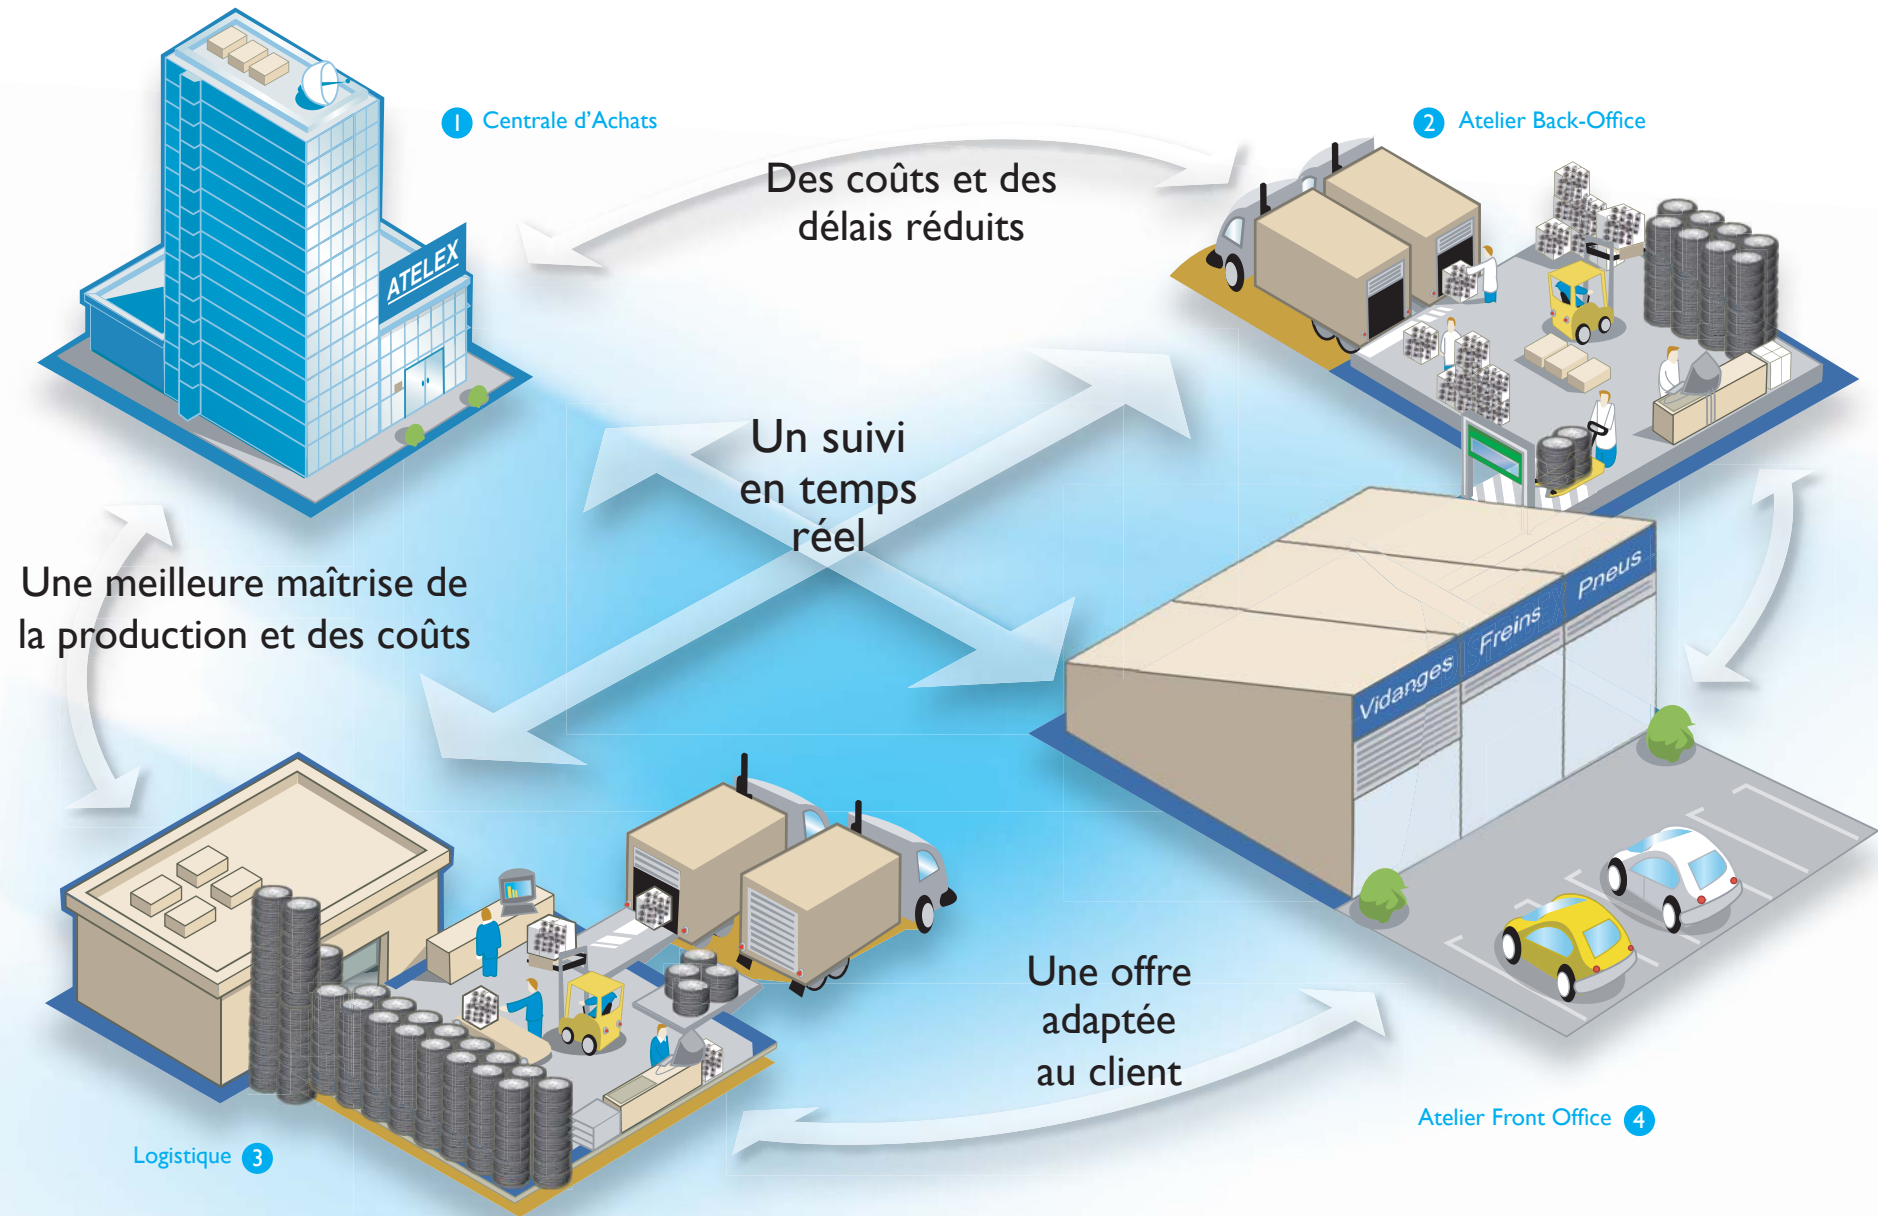 1 Centrale d'Achats
2 Atelier Back-Office
Des coûts et des
délais réduits
ATELEX
Un suivi
en temps
réel
Une meilleure maîtrise de
la production et des coûts
Vidanges
Freins
Pneus
Une offre
adaptée
au client
Logistique 3
Atelier Front Office 4